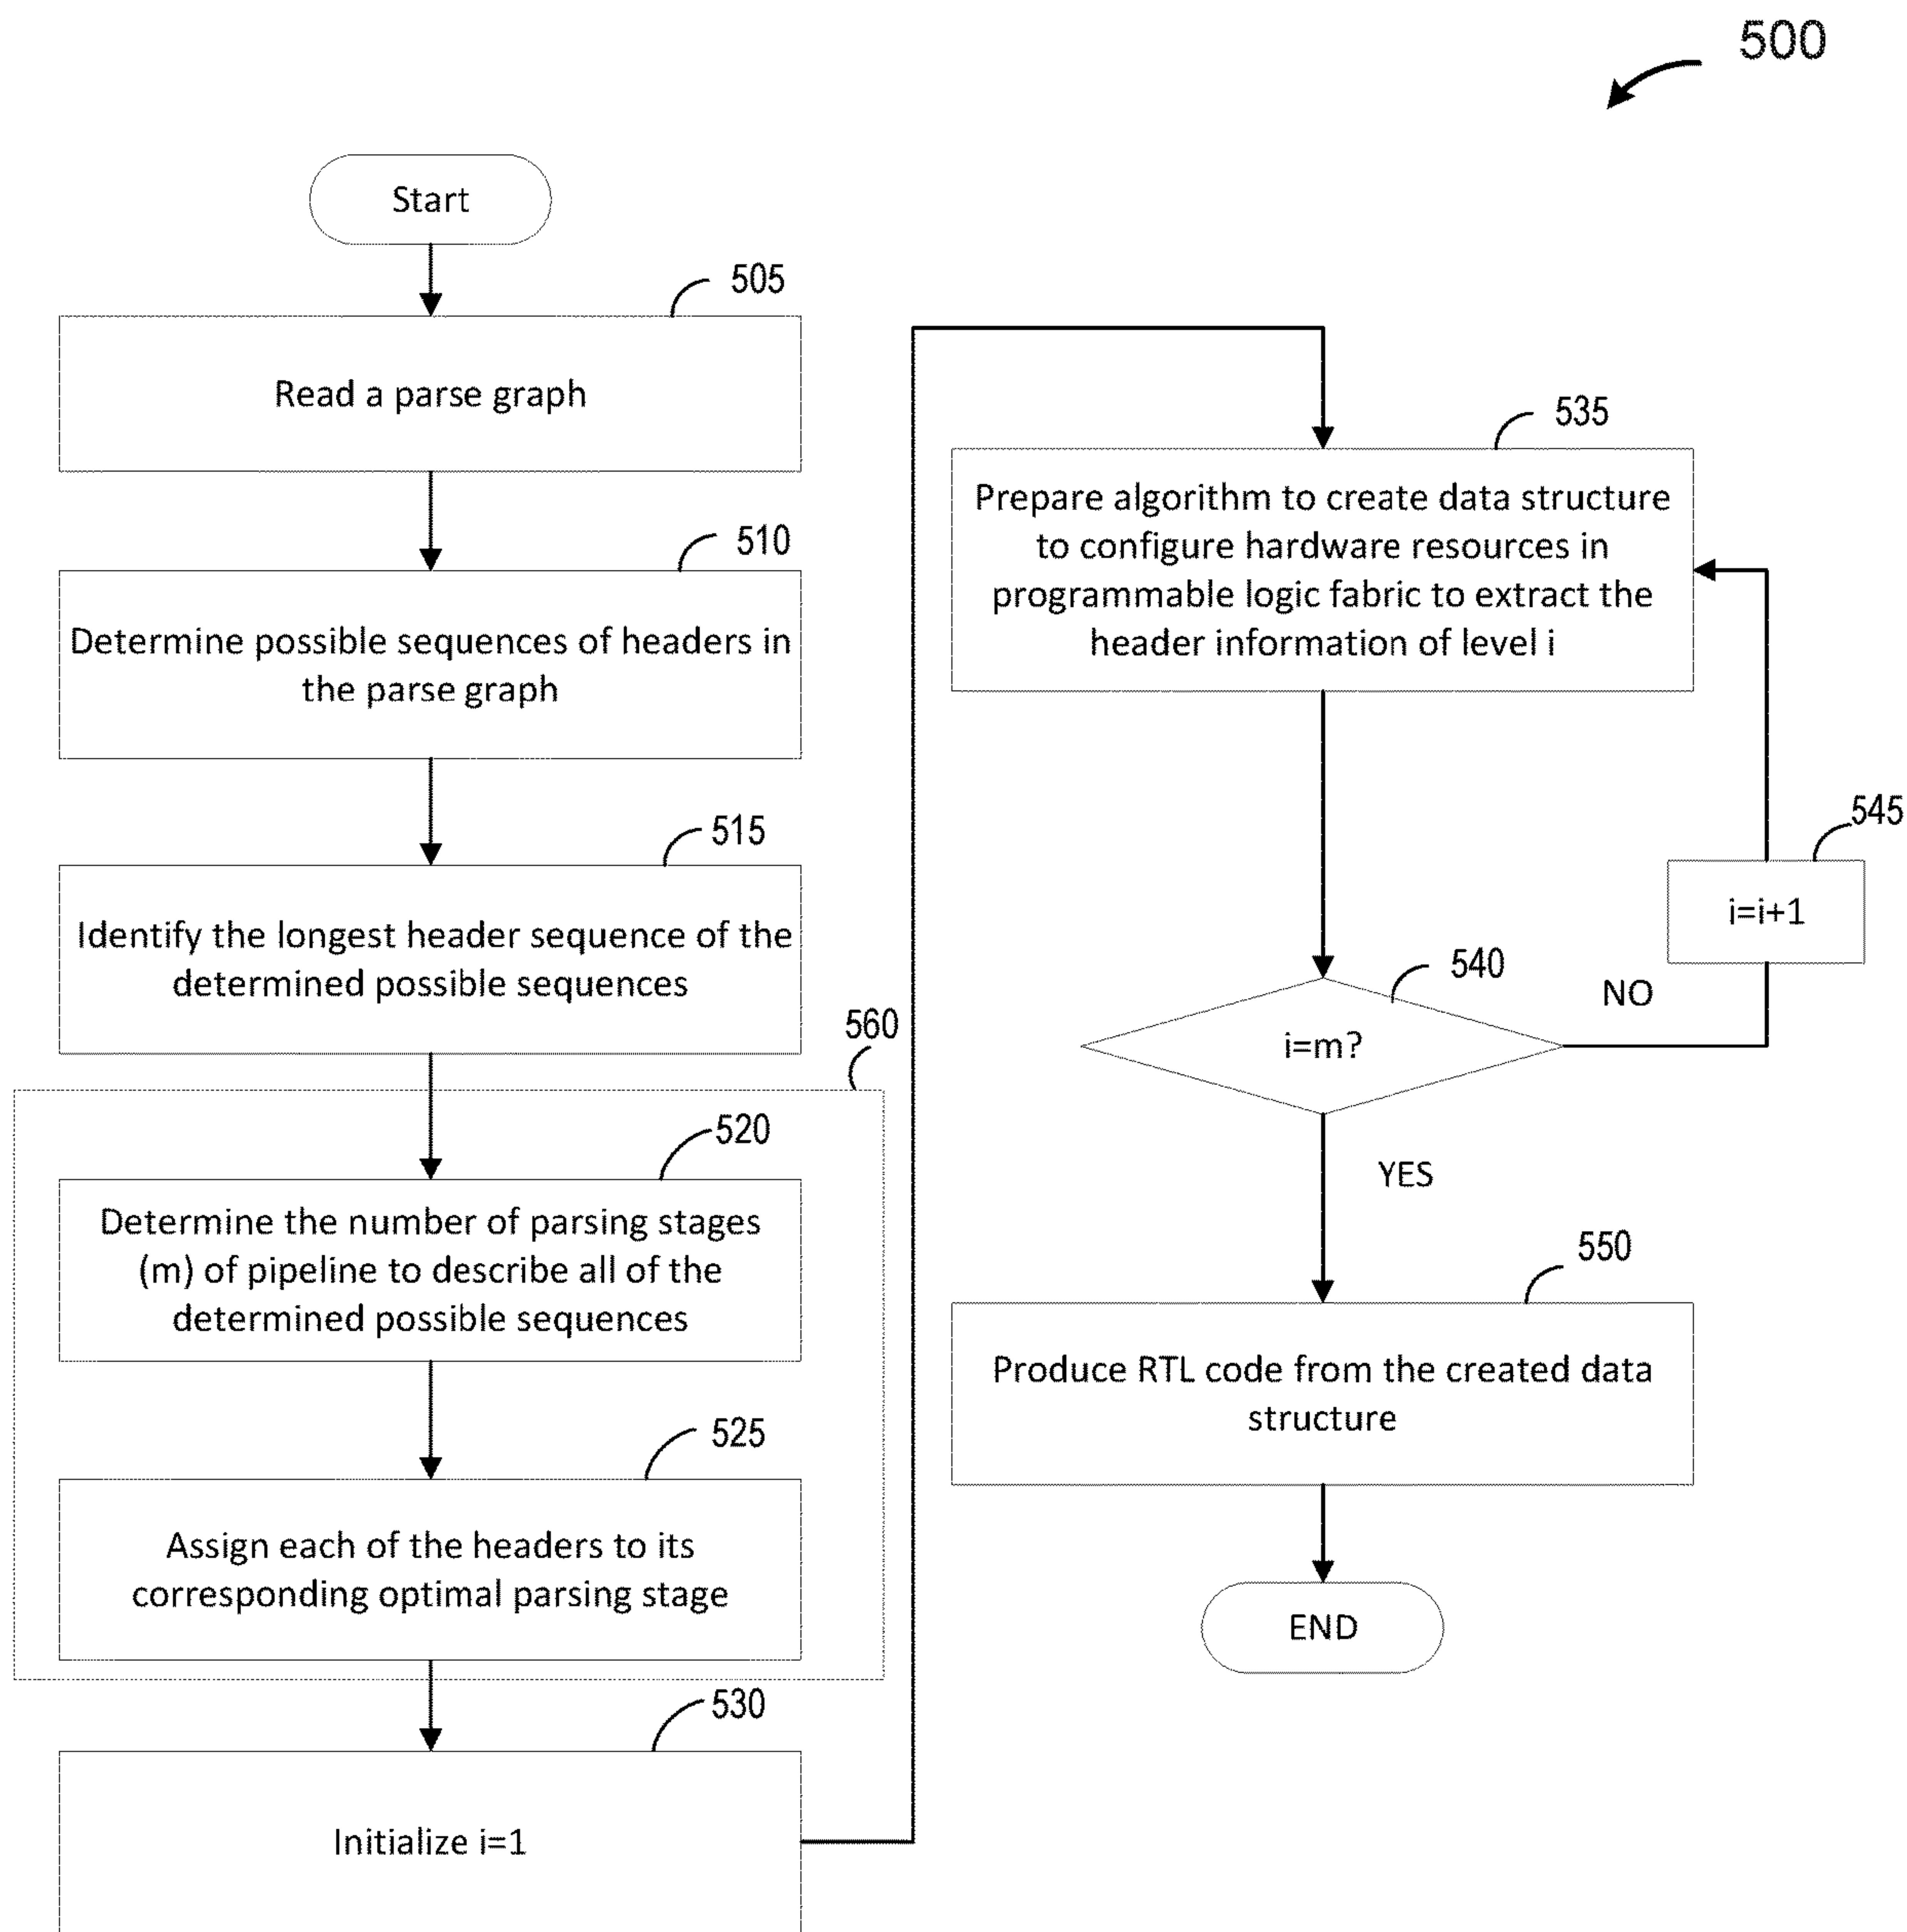 500
Start
505
Read a parse graph
510
Determine possible sequences of headers in
the parse graph
515
Identify the longest header sequence of the
determined possible sequences
560
520
Determine the number of parsing stages
(m) of pipeline to describe all of the
determined possible sequences
525
Assign each of the headers to its
corresponding optimal parsing stage
530
Initialize i=1
535
Prepare algorithm to create data structure
to configure hardware resources in
programmable logic fabric to extract the
header information of level i
545
i=i+1
540
NO
i=m?
YES
550
Produce RTL code from the created data
structure
END